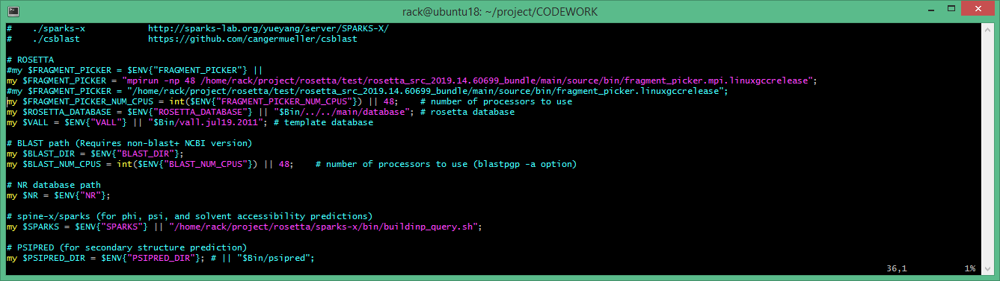 rack@ubuntu18: ~/project/CODEWORK
#    ./sparks-x            http://sparks-lab.org/yueyang/server/SPARKS-X/
#    ./csblast             https://github.com/cangermueller/csblast
# ROSETTA
#my $FRAGMENT_PICKER = $ENV{"FRAGMENT_PICKER"} ||
my $FRAGMENT_PICKER = "mpirun -np 48 /home/rack/project/rosetta/test/rosetta_src_2019.14.60699_bundle/main/source/bin/fragment_picker.mpi.linuxgccrelease";
#my $FRAGMENT_PICKER = "/home/rack/project/rosetta/test/rosetta_src_2019.14.60699_bundle/main/source/bin/fragment_picker.linuxgccrelease";
my $FRAGMENT_PICKER_NUM_CPUS = int($ENV{"FRAGMENT_PICKER_NUM_CPUS"}) || 48;    # number of processors to use
my $ROSETTA_DATABASE = $ENV{"ROSETTA_DATABASE"} || "$Bin/../../main/database"; # rosetta database
my $VALL = $ENV{"VALL"} || "$Bin/vall.jul19.2011"; # template database
# BLAST path (Requires non-blast+ NCBI version)
my $BLAST_DIR = $ENV{"BLAST_DIR"};
my $BLAST_NUM_CPUS = int($ENV{"BLAST_NUM_CPUS"}) || 48;    # number of processors to use (blastpgp -a option)
# NR database path
my $NR = $ENV{"NR"};
# spine-x/sparks (for phi, psi, and solvent accessibility predictions)
my $SPARKS = $ENV{"SPARKS"} || "/home/rack/project/rosetta/sparks-x/bin/buildinp_query.sh";
# PSIPRED (for secondary structure prediction)
my $PSIPRED_DIR = $ENV{"PSIPRED_DIR"}; # || "$Bin/psipred";
36,1    1%